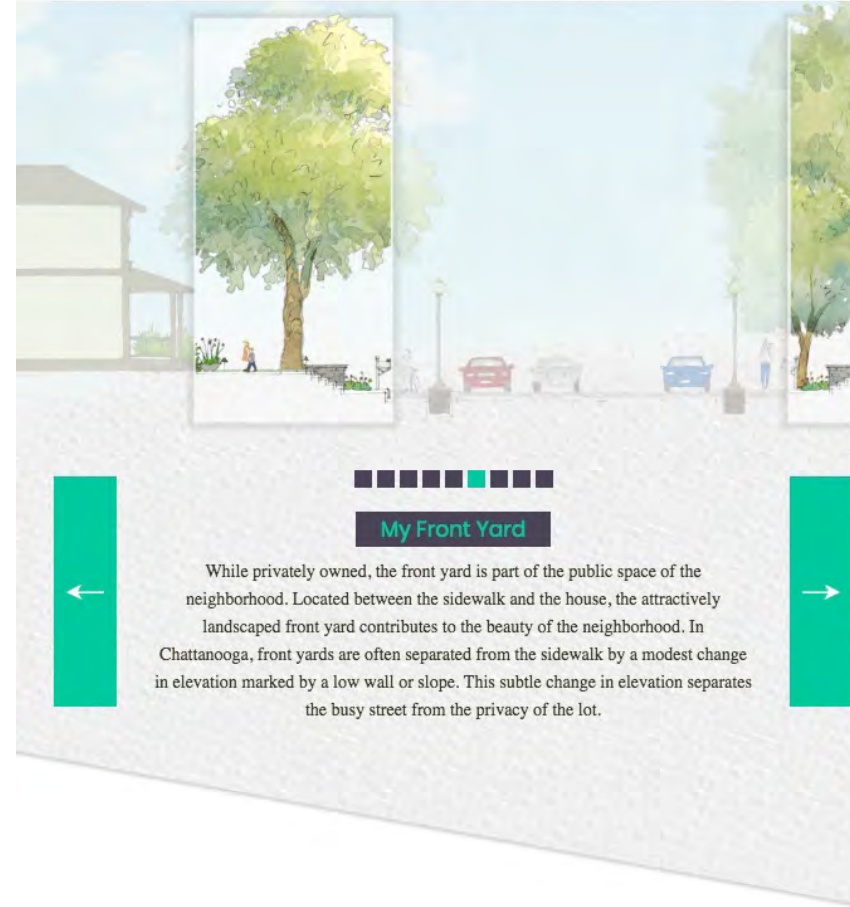 My Front Yard
While privately owned, the front yard is part of the public space of the
neighborhood. Located between the sidewalk and the house, the attractively
landscaped front yard contributes to the beauty of the neighborhood. In
Chattanooga, front yards are often separated from the sidewalk by a modest change
in elevation marked by a low wall or slope. This subtle change in elevation separates
the busy street from the privacy of the lot.